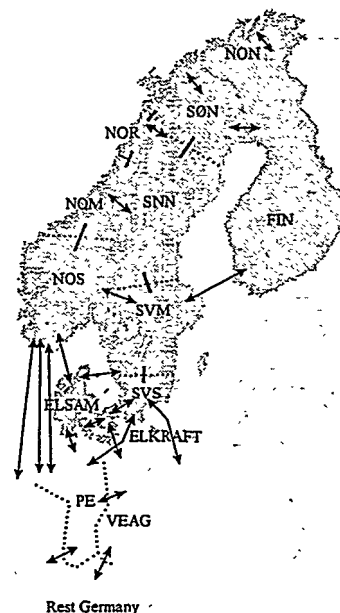 NON
SØN
NOR
NOM
SNN
FIN
NOS
SVM
ELSAM
SVS
ELKRAFT
PE
VEAG
Rest Germany